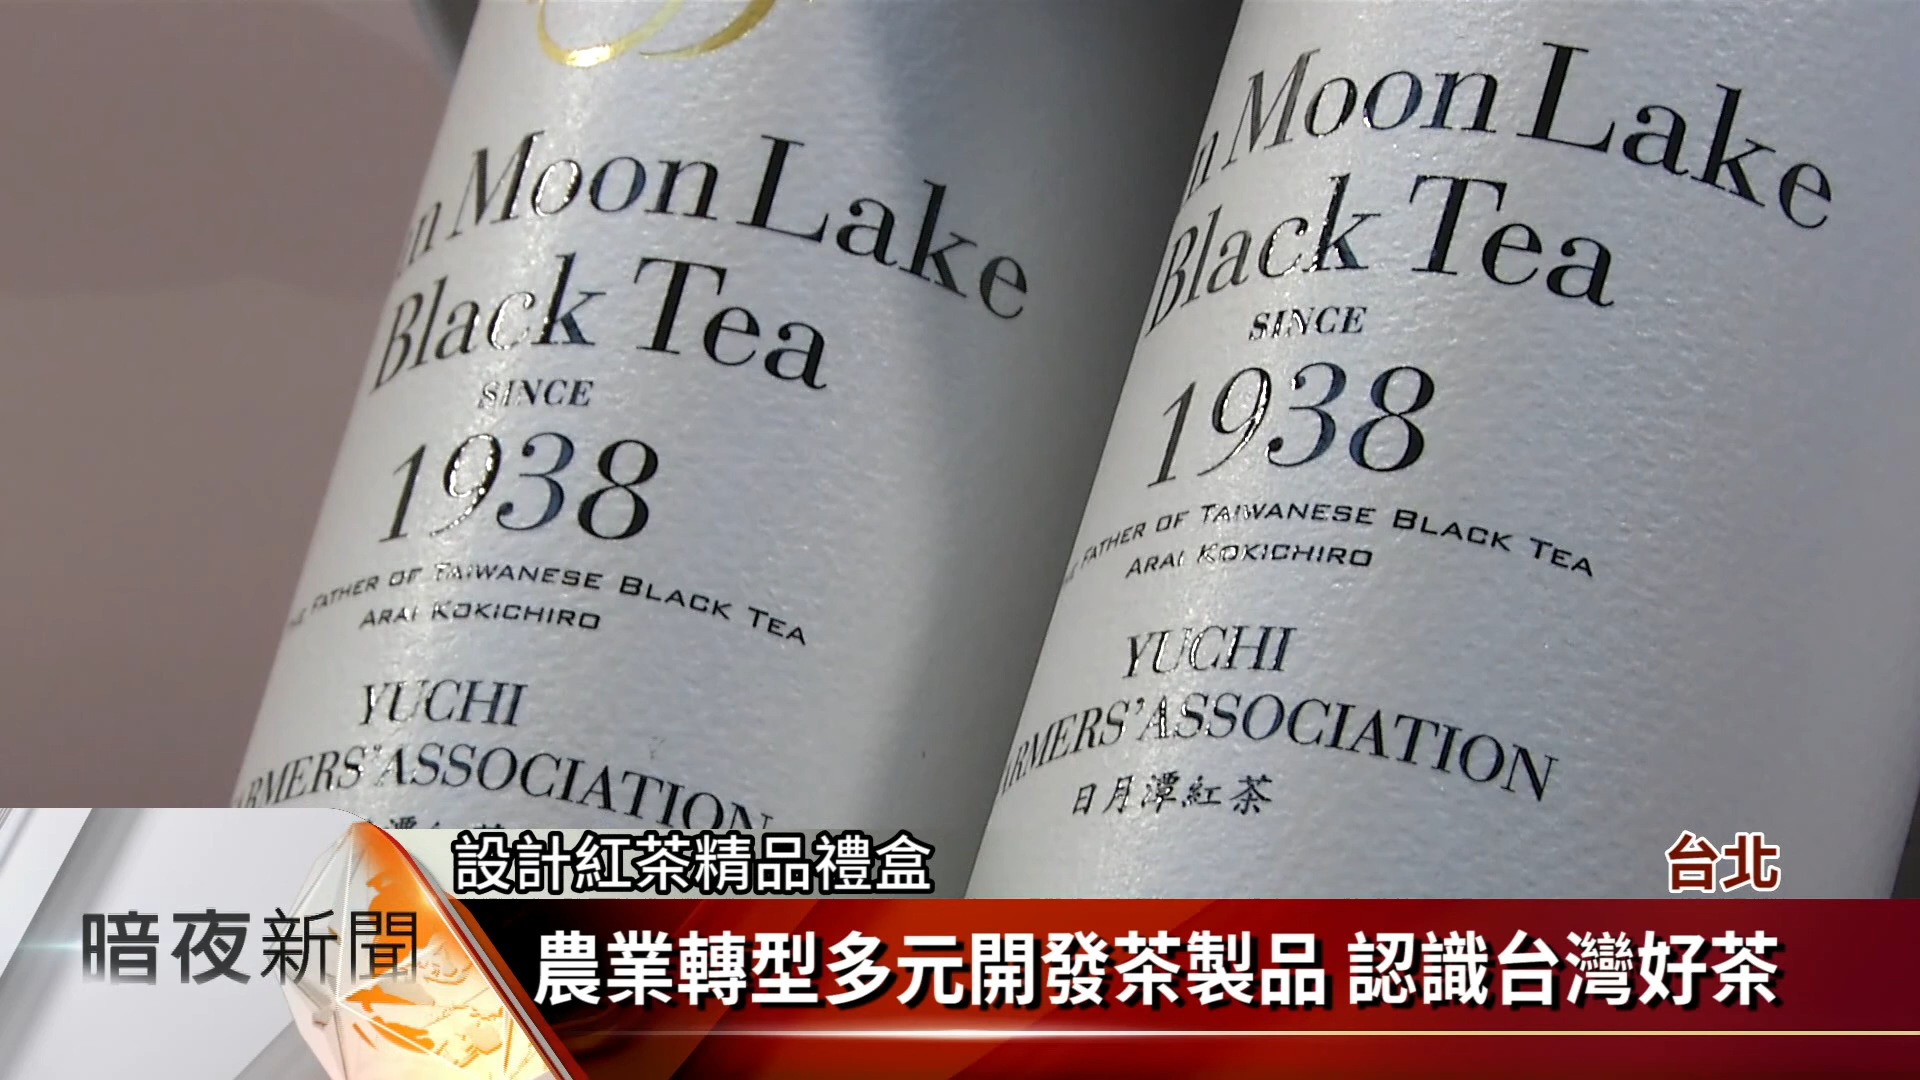 n Moon Lake
Black Tea
SINCE
1938
FATHER OF TAIWANESE BLACK TEA
ARAI KOKICHIRO
YUCHI
RMERS' ASSOCIATION
n Moon Lake
Black Tea
SINCE
1938
FATHER OF TAIWANESE BLACK TEA
ARAI KOKICHIRO
YUCHI
ARMERS' ASSOCIATION
日月潭紅茶
設計紅茶精品禮盒
台北
暗夜新聞
農業轉型多元開發茶製品 認識台灣好茶